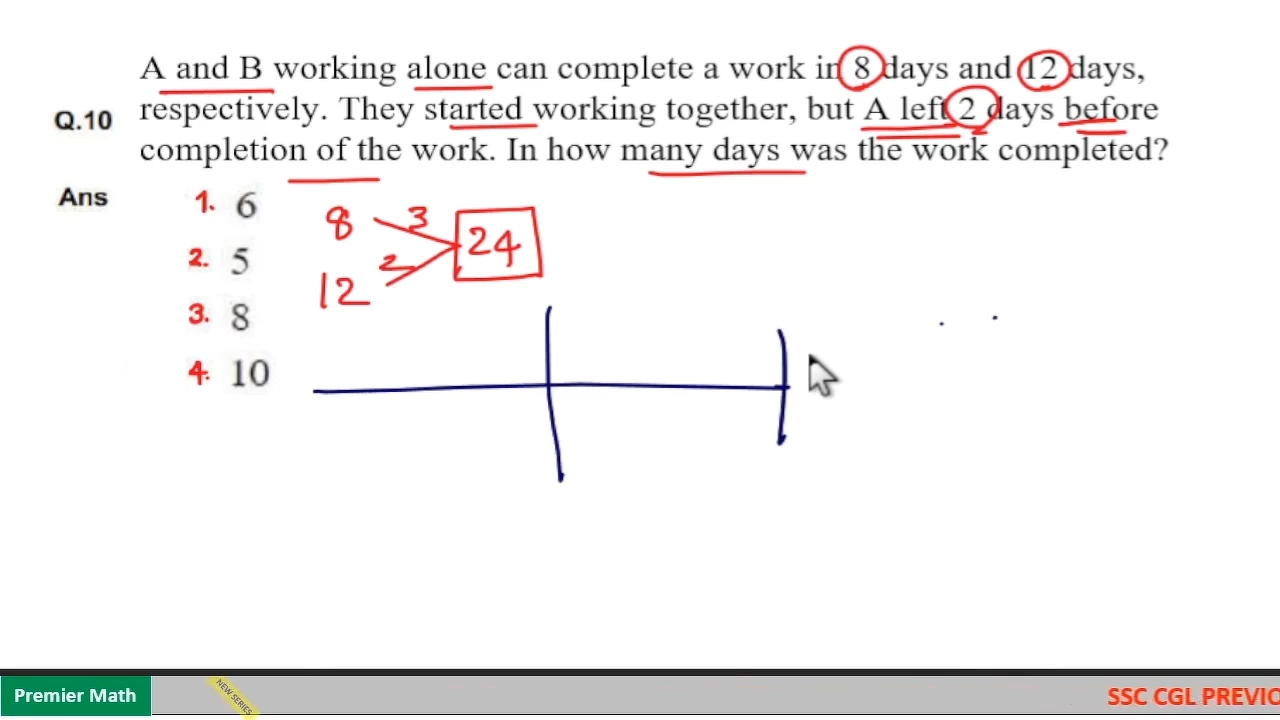 A and B working alone can complete a work in 8 days and 12 days,
Q.10 respectively. They started working together, but A left 2 days before
completion of the work. In how many days was the work completed?
Ans
1. 6
2. 5
3. 8
4. 10
8 3
24
12 2
Premier Math
NEW SERIES
SSC CGL PREVIO